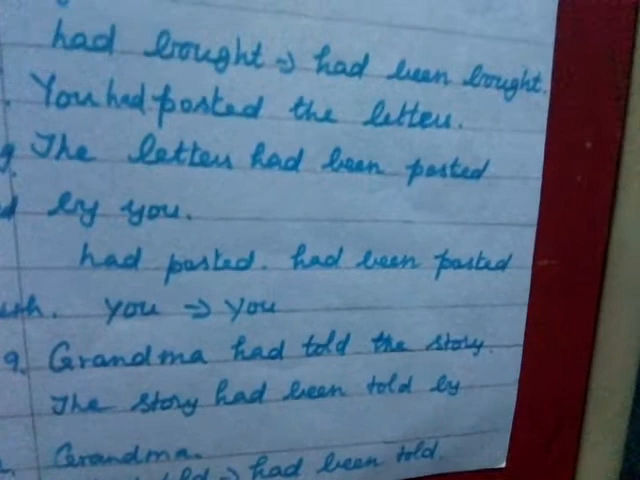 had bought → had been bought.
You had posted the letter.
The letter had been posted
by you.
had posted. had been posted
you → you
9. Grandma had told the story.
The story had been told by
Grandma.
→ had been told.